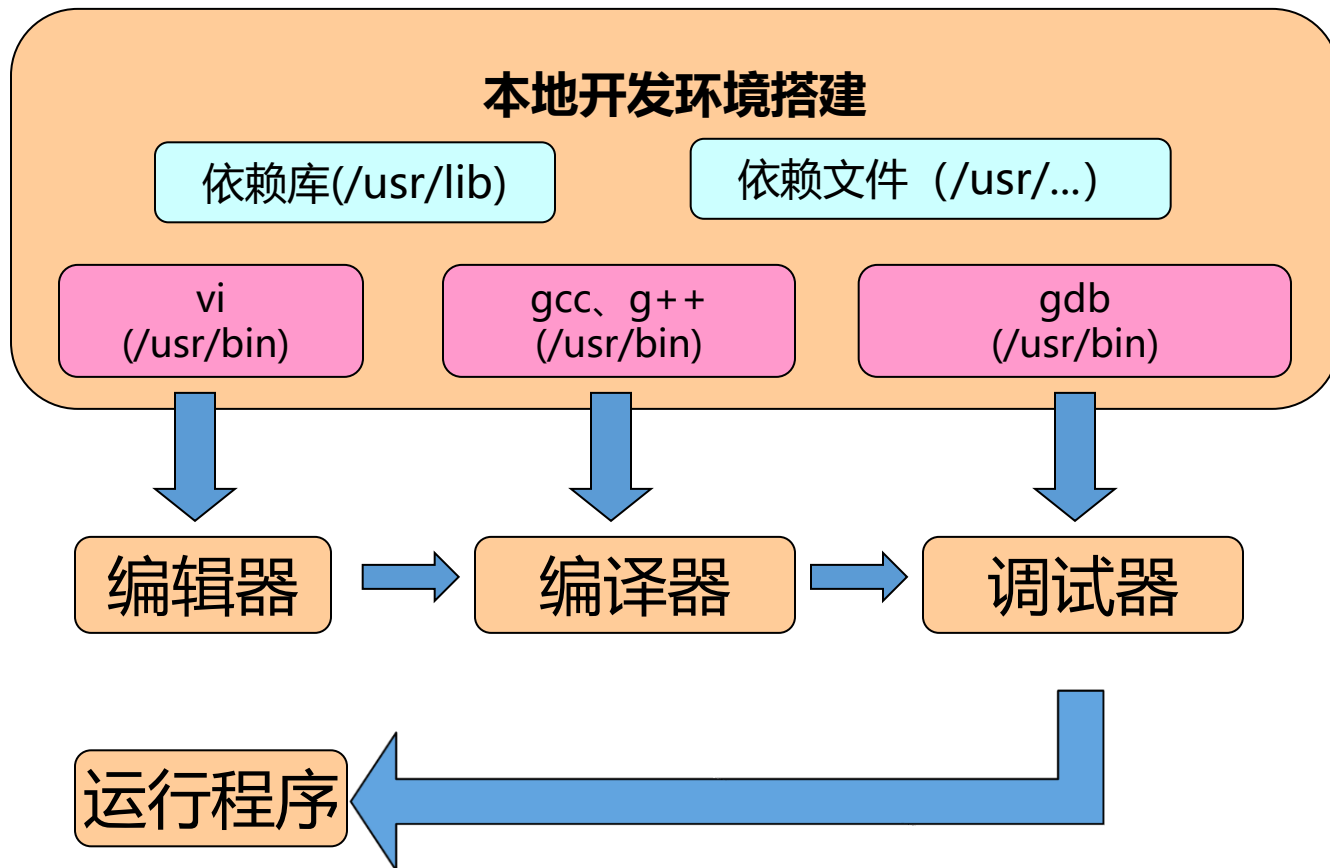 本地开发环境搭建
依赖库(/usr/lib)
依赖文件（/usr/...）
vi
(/usr/bin)
gcc、g++
(/usr/bin)
gdb
(/usr/bin)
编辑器
编译器
调试器
运行程序